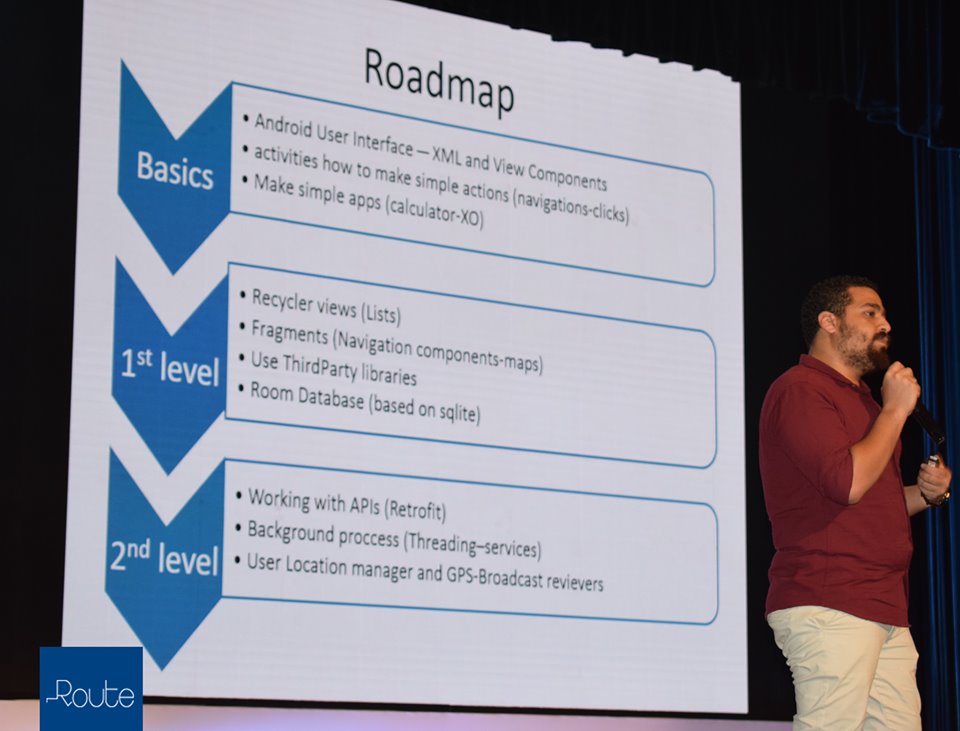 Roadmap
Basics
• Android User Interface – XML and View Components
• activities how to make simple actions (navigations-clicks)
• Make simple apps (calculator-XO)
1st level
• Recycler views (Lists)
• Fragments (Navigation components-maps)
• Use ThirdParty libraries
• Room Database (based on sqlite)
2nd level
• Working with APIs (Retrofit)
• Background proccess (Threading–services)
• User Location manager and GPS-Broadcast revievers
Route